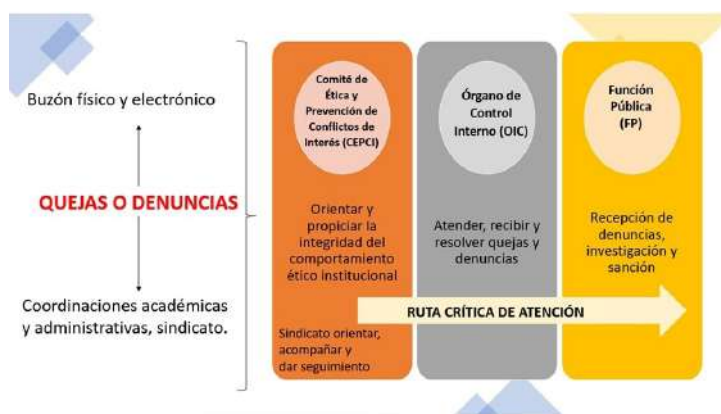 Buzón físico y electrónico
QUEJAS O DENUNCIAS
Coordinaciones académicas
y administrativas, sindicato.
Comité de
Ética y
Prevención de
Conflictos de
Interés (CEPCI)
Orientar y
propiciar la
integridad del
comportamiento
ético institucional
Sindicato orientar,
acompañar y
dar seguimiento
Órgano de
Control
Interno (OIC)
Atender, recibir y
resolver quejas y
denuncias
Función
Pública
(FP)
Recepción de
denuncias,
investigación y
sanción
RUTA CRÍTICA DE ATENCIÓN